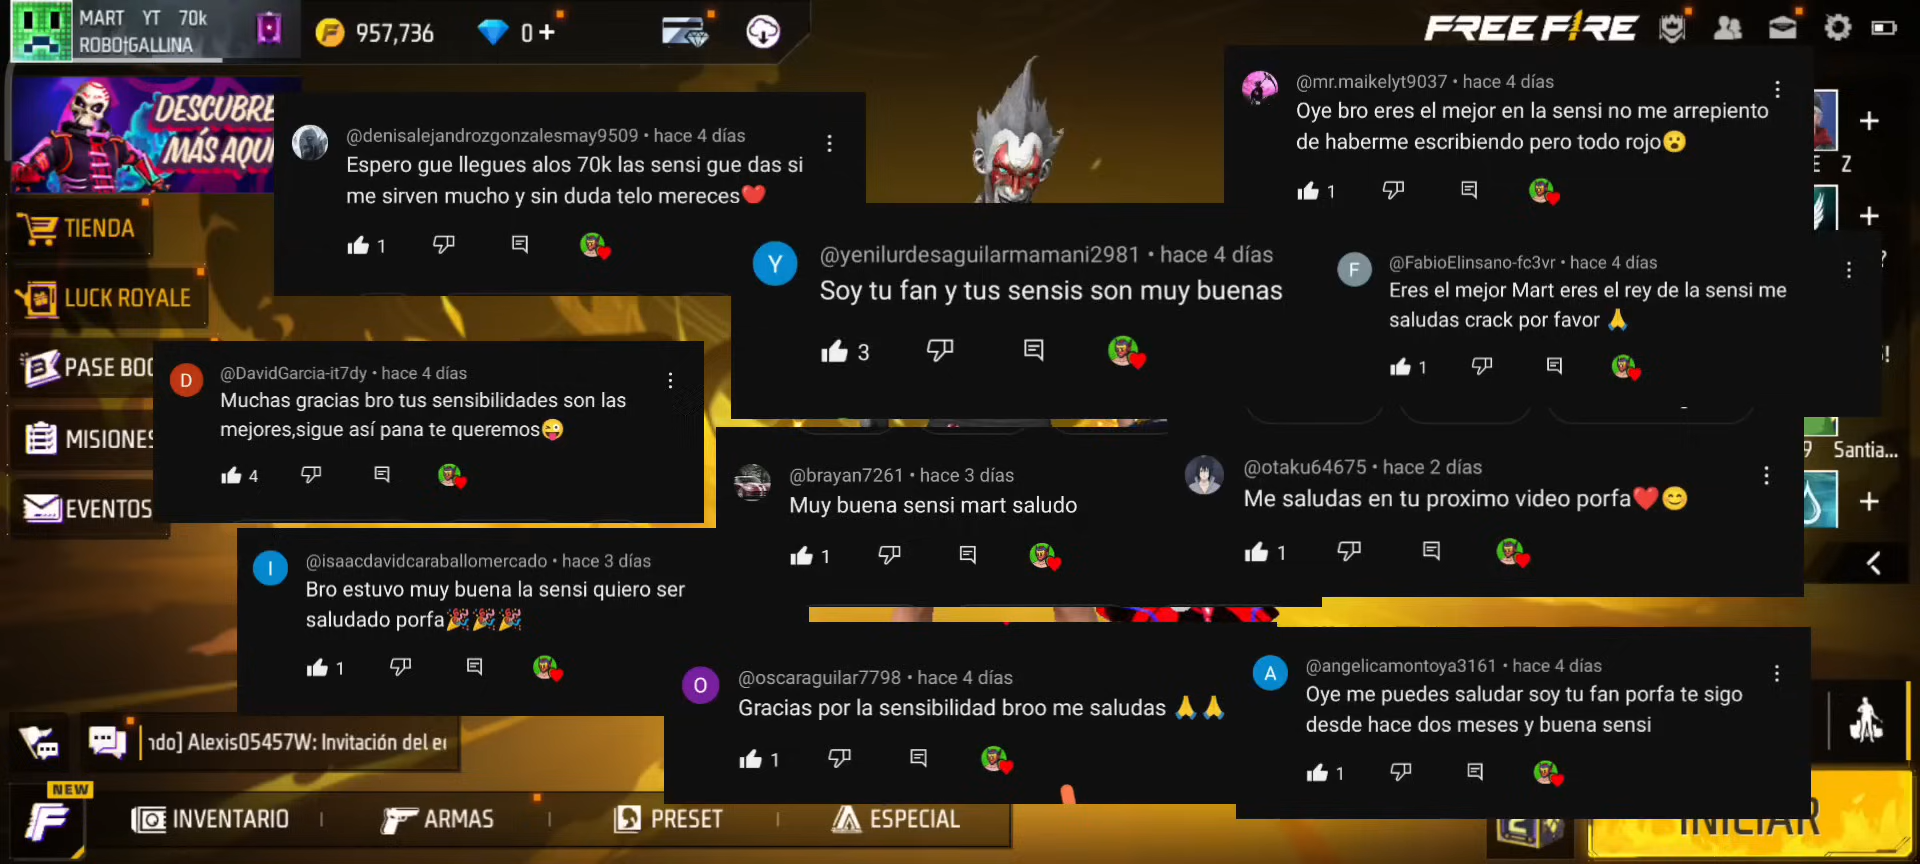 MART YT 70k
ROBO†GALLINA
957,736
0+
FREE FIRE
DESCUBRE
MÁS AQUÍ
TIENDA
LUCK ROYALE
PASE BOO
MISIONES
EVENTOS
@denisalejandrozgonzalesmay9509 • hace 4 días
Espero gue llegues alos 70k las sensi gue das si
me sirven mucho y sin duda telo mereces❤️
1
@mr.maikelyt9037 • hace 4 días
Oye bro eres el mejor en la sensi no me arrepiento
de haberme escribiendo pero todo rojo😮
1
E Z
@yenilurdesaguilarmamani2981 • hace 4 días
Y
Soy tu fan y tus sensis son muy buenas
3
@FabioElinsano-fc3vr • hace 4 días
F
Eres el mejor Mart eres el rey de la sensi me
saludas crack por favor 🙏
1
@DavidGarcia-it7dy • hace 4 días
D
Muchas gracias bro tus sensibilidades son las
mejores,sigue así pana te queremos😜
4
@brayan7261 • hace 3 días
Muy buena sensi mart saludo
1
@otaku64675 • hace 2 días
Me saludas en tu proximo video porfa❤️😊
1
9 Santia...
@isaacdavidcaraballomercado • hace 3 días
I
Bro estuvo muy buena la sensi quiero ser
saludado porfa🎉🎉🎉
1
@oscaraguilar7798 • hace 4 días
O
Gracias por la sensibilidad broo me saludas 🙏🙏
1
@angelicamontoya3161 • hace 4 días
A
Oye me puedes saludar soy tu fan porfa te sigo
desde hace dos meses y buena sensi
1
ndo] Alexis05457W: Invitación del e
NEW
INVENTARIO
ARMAS
PRESET
ESPECIAL
INICIAR